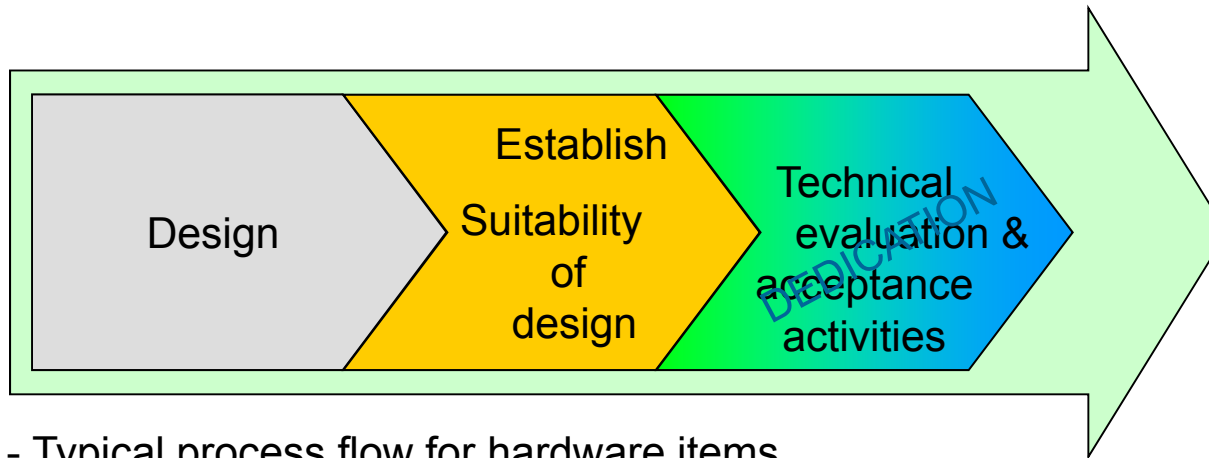 Design
Establish
Suitability
of
design
Technical
evaluation &
acceptance
activities
DEDICATION
- Typical process flow for hardware items